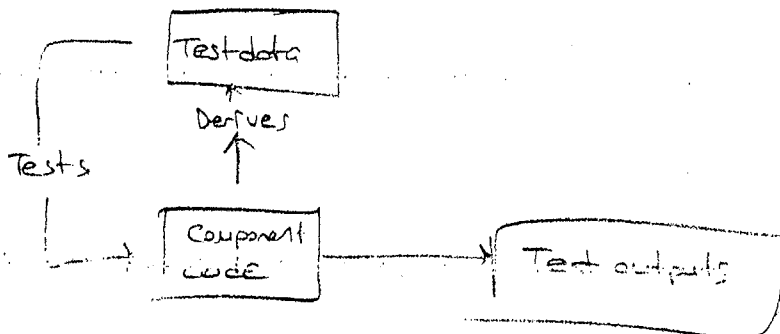 Test data
Derives
Tests
Component
code
Test outputs